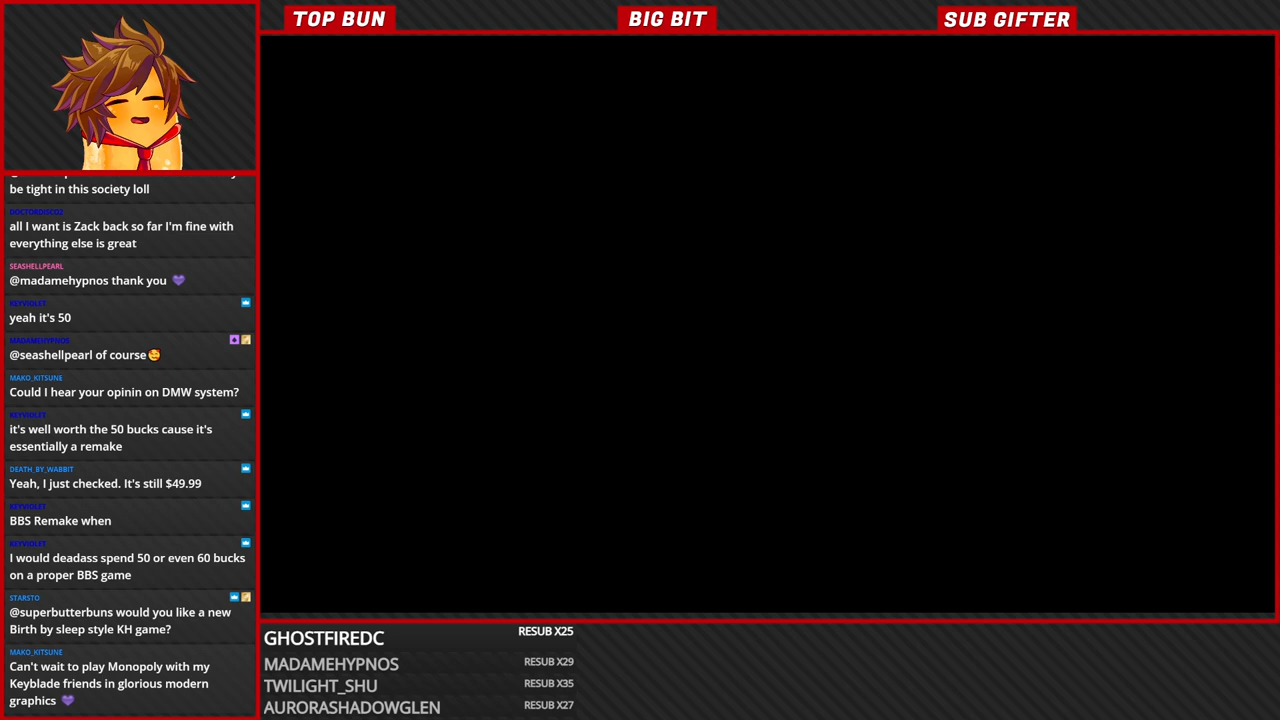 TOP BUN
BIG BIT
SUB GIFTER
be tight in this society loll
DOCTORDISCO2
all I want is Zack back so far I'm fine with
everything else is great
SEASHELLPEARL
@madamehypnos thank you
KEYVIOLET
yeah it's 50
MADAMEHYPNOS
@seashellpearl of course
MAKO_KITSUNE
Could I hear your opinin on DMW system?
KEYVIOLET
it's well worth the 50 bucks cause it's
essentially a remake
DEATH_BY_WABBIT
Yeah, I just checked. It's still $49.99
KEYVIOLET
BBS Remake when
KEYVIOLET
I would deadass spend 50 or even 60 bucks
on a proper BBS game
STARSTO
@superbutterbuns would you like a new
Birth by sleep style KH game?
MAKO_KITSUNE
Can't wait to play Monopoly with my
Keyblade friends in glorious modern
graphics
GHOSTFIREDC RESUB X25
MADAMEHYPNOS RESUB X29
TWILIGHT_SHU RESUB X35
AURORASHADOWGLEN RESUB X27